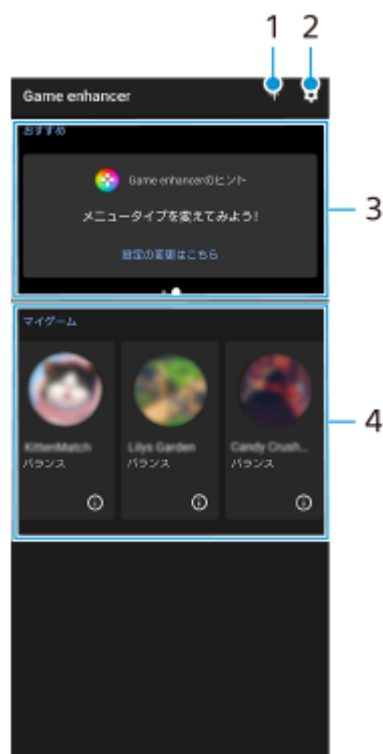 1 2
Game enhancer
おすすめ
3
Game enhancerのヒント
メニュータイプを変えてみよう!
設定の変更はこちら
マイゲーム
4
KittenMatch Lilys Garden Candy Crush...
バランス バランス バランス